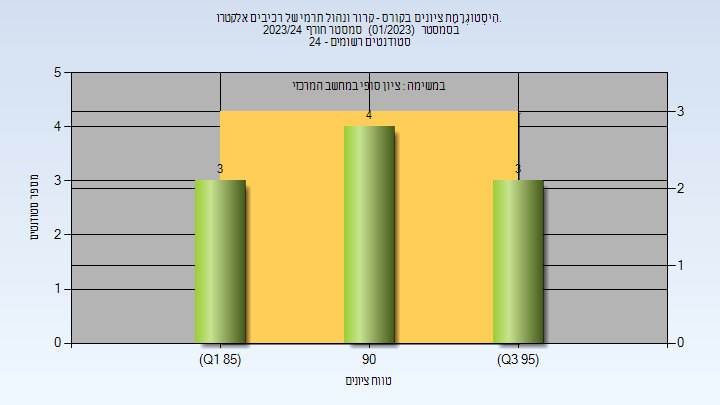 היסטוגרמת ציונים בקורס - קרור ונהול תרמי של רכיבים אלקטרו.
בסמסטר (01/2023) סמסטר חורף 2023/24
סטודנטים רשומים - 24
במשימה : ציון סופי במחשב המרכזי
5
4
3
2
1
0
מספר סטודנטים
3
4
3
3
2
1
0
(Q1 85)
90
(Q3 95)
טווח ציונים